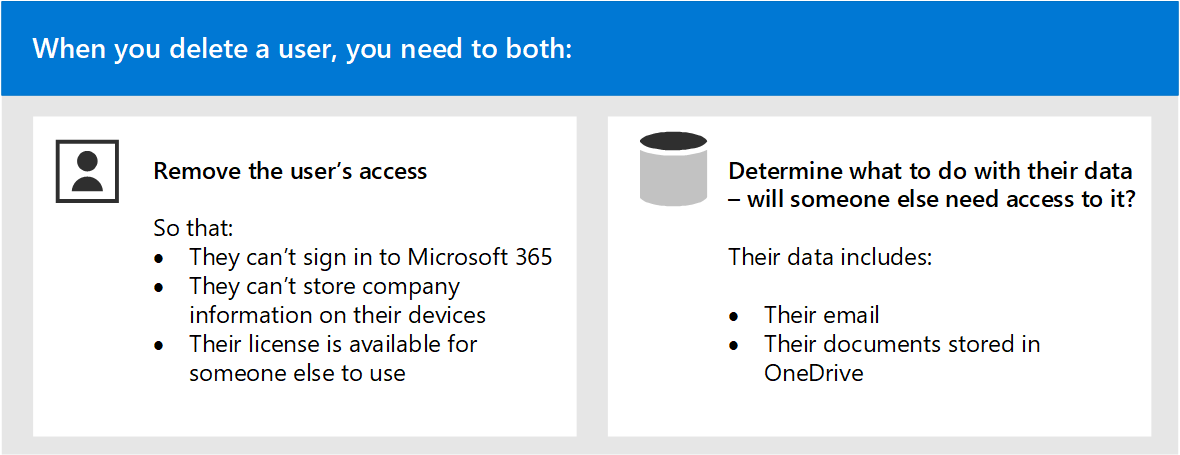 When you delete a user, you need to both:
Remove the user’s access
So that:
• They can’t sign in to Microsoft 365
• They can’t store company
information on their devices
• Their license is available for
someone else to use
Determine what to do with their data
– will someone else need access to it?
Their data includes:
• Their email
• Their documents stored in
OneDrive